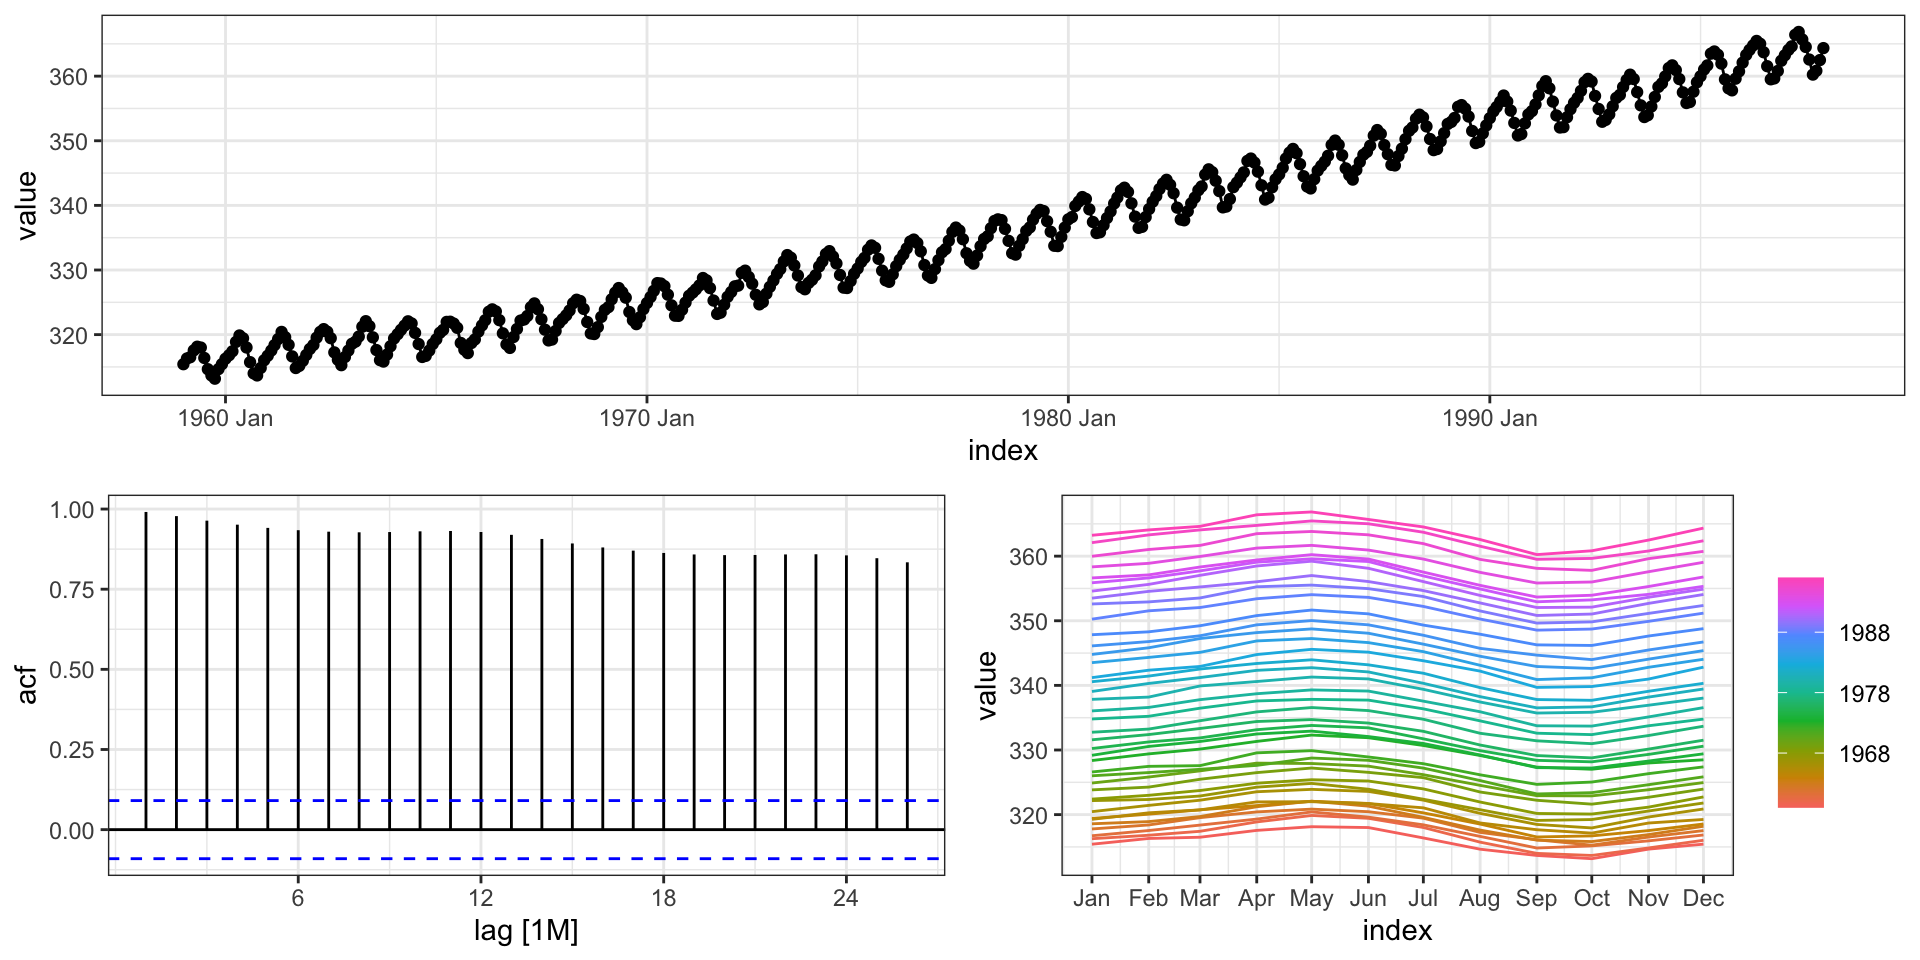 360
350
340
330
320
value
1960 Jan 1970 Jan 1980 Jan 1990 Jan
index
1.00
0.75
0.50
0.25
0.00
acf
6 12 18 24
lag [1M]
360
350
340
330
320
value
Jan Feb Mar Apr May Jun Jul Aug Sep Oct Nov Dec
index
1988
1978
1968